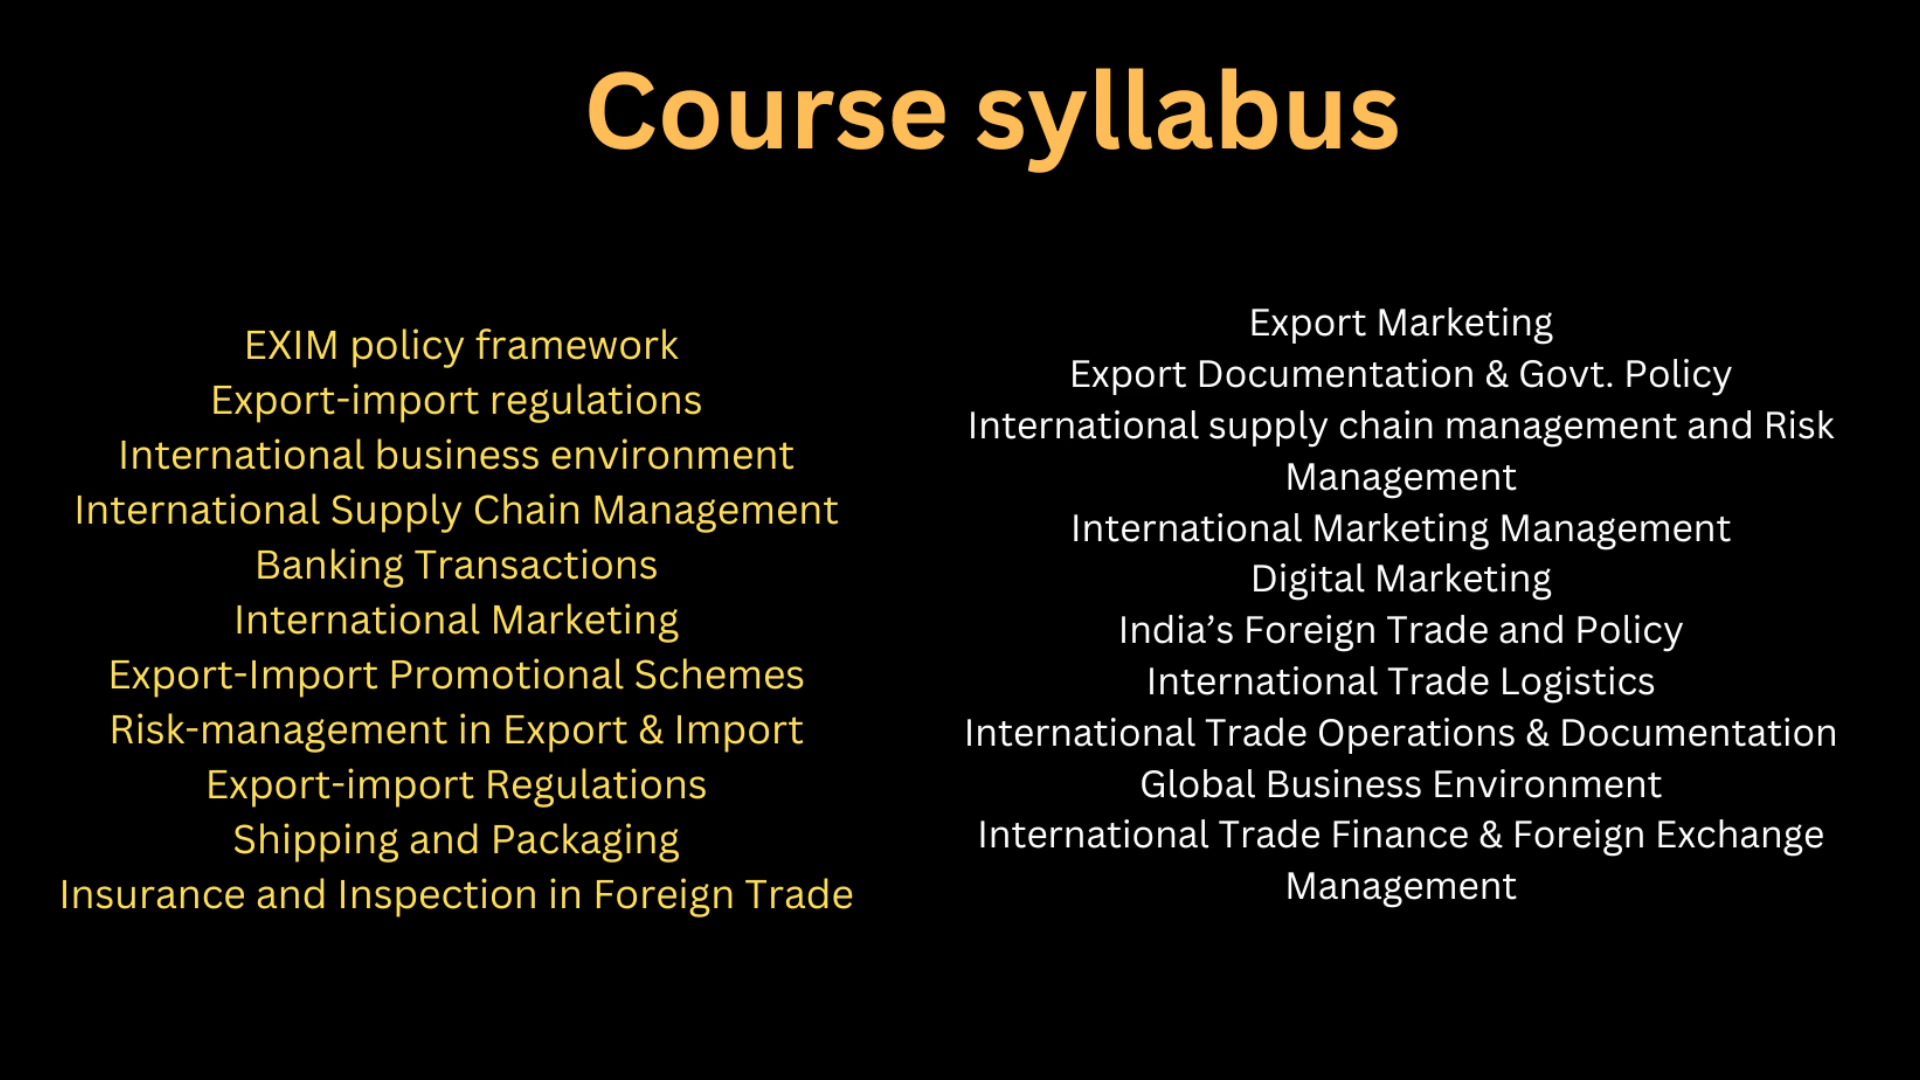 Course syllabus
EXIM policy framework
Export-import regulations
International business environment
International Supply Chain Management
Banking Transactions
International Marketing
Export-Import Promotional Schemes
Risk-management in Export & Import
Export-import Regulations
Shipping and Packaging
Insurance and Inspection in Foreign Trade
Export Marketing
Export Documentation & Govt. Policy
International supply chain management and Risk
Management
International Marketing Management
Digital Marketing
India’s Foreign Trade and Policy
International Trade Logistics
International Trade Operations & Documentation
Global Business Environment
International Trade Finance & Foreign Exchange
Management